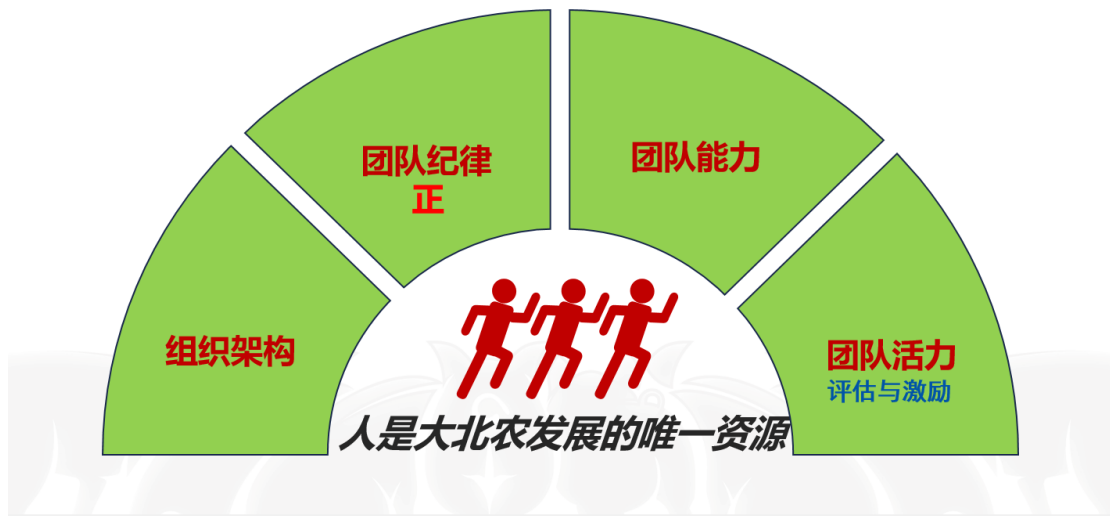 团队纪律
正
团队能力
组织架构
团队活力
评估与激励
人是大北农发展的唯一资源